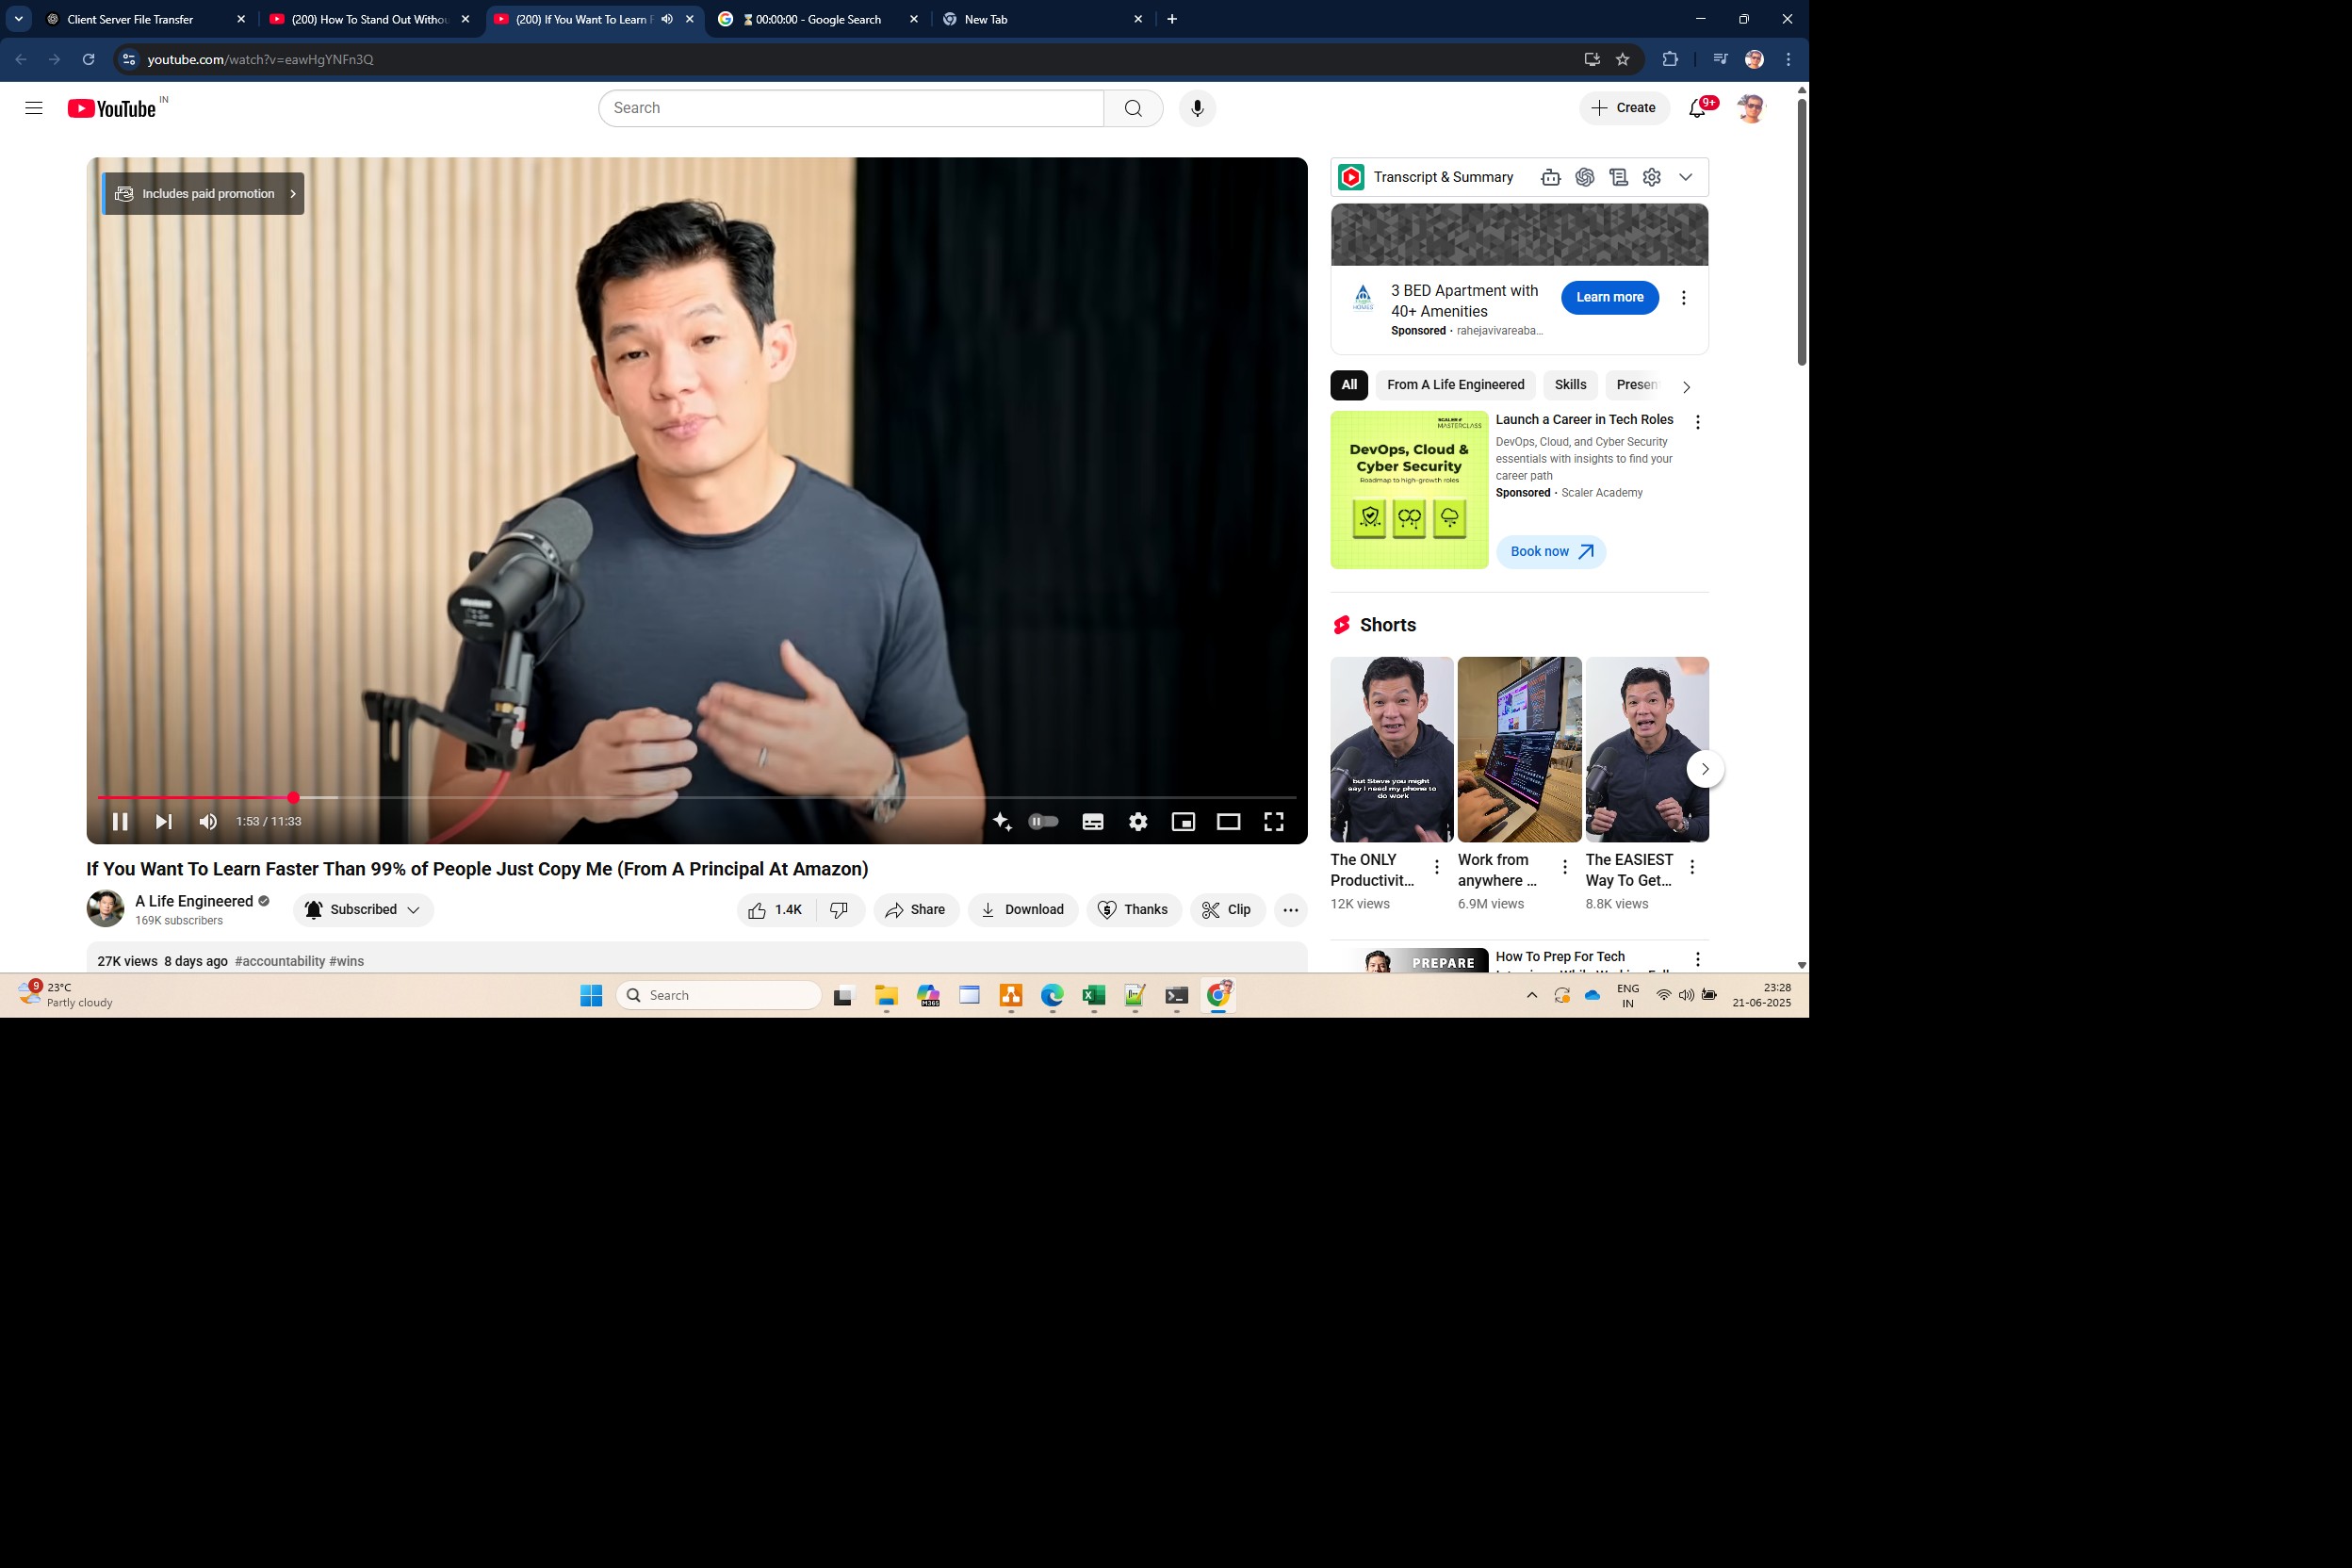 Client Server File Transfer
(200) How To Stand Out Withou
(200) If You Want To Learn F
00:00:00 - Google Search
New Tab
youtube.com/watch?v=eawHgYNFn3Q
YouTube IN
Search
Create
9+
Includes paid promotion
Transcript & Summary
3 BED Apartment with
40+ Amenities
Sponsored · rahejavivareaba...
Learn more
All
From A Life Engineered
Skills
Presen
SCALER
MASTERCLASS
DevOps, Cloud &
Cyber Security
Roadmap to high-growth roles
Launch a Career in Tech Roles
DevOps, Cloud, and Cyber Security
essentials with insights to find your
career path
Sponsored · Scaler Academy
Book now
Shorts
but Steve you might
say I need my phone to
do work
The ONLY
Productivit...
12K views
Work from
anywhere ...
6.9M views
The EASIEST
Way To Get...
8.8K views
1:53 / 11:33
If You Want To Learn Faster Than 99% of People Just Copy Me (From A Principal At Amazon)
A Life Engineered
169K subscribers
Subscribed
1.4K
Share
Download
Thanks
Clip
27K views 8 days ago #accountability #wins
PREPARE
How To Prep For Tech
9
23°C
Partly cloudy
Search
M365
ENG
IN
23:28
21-06-2025